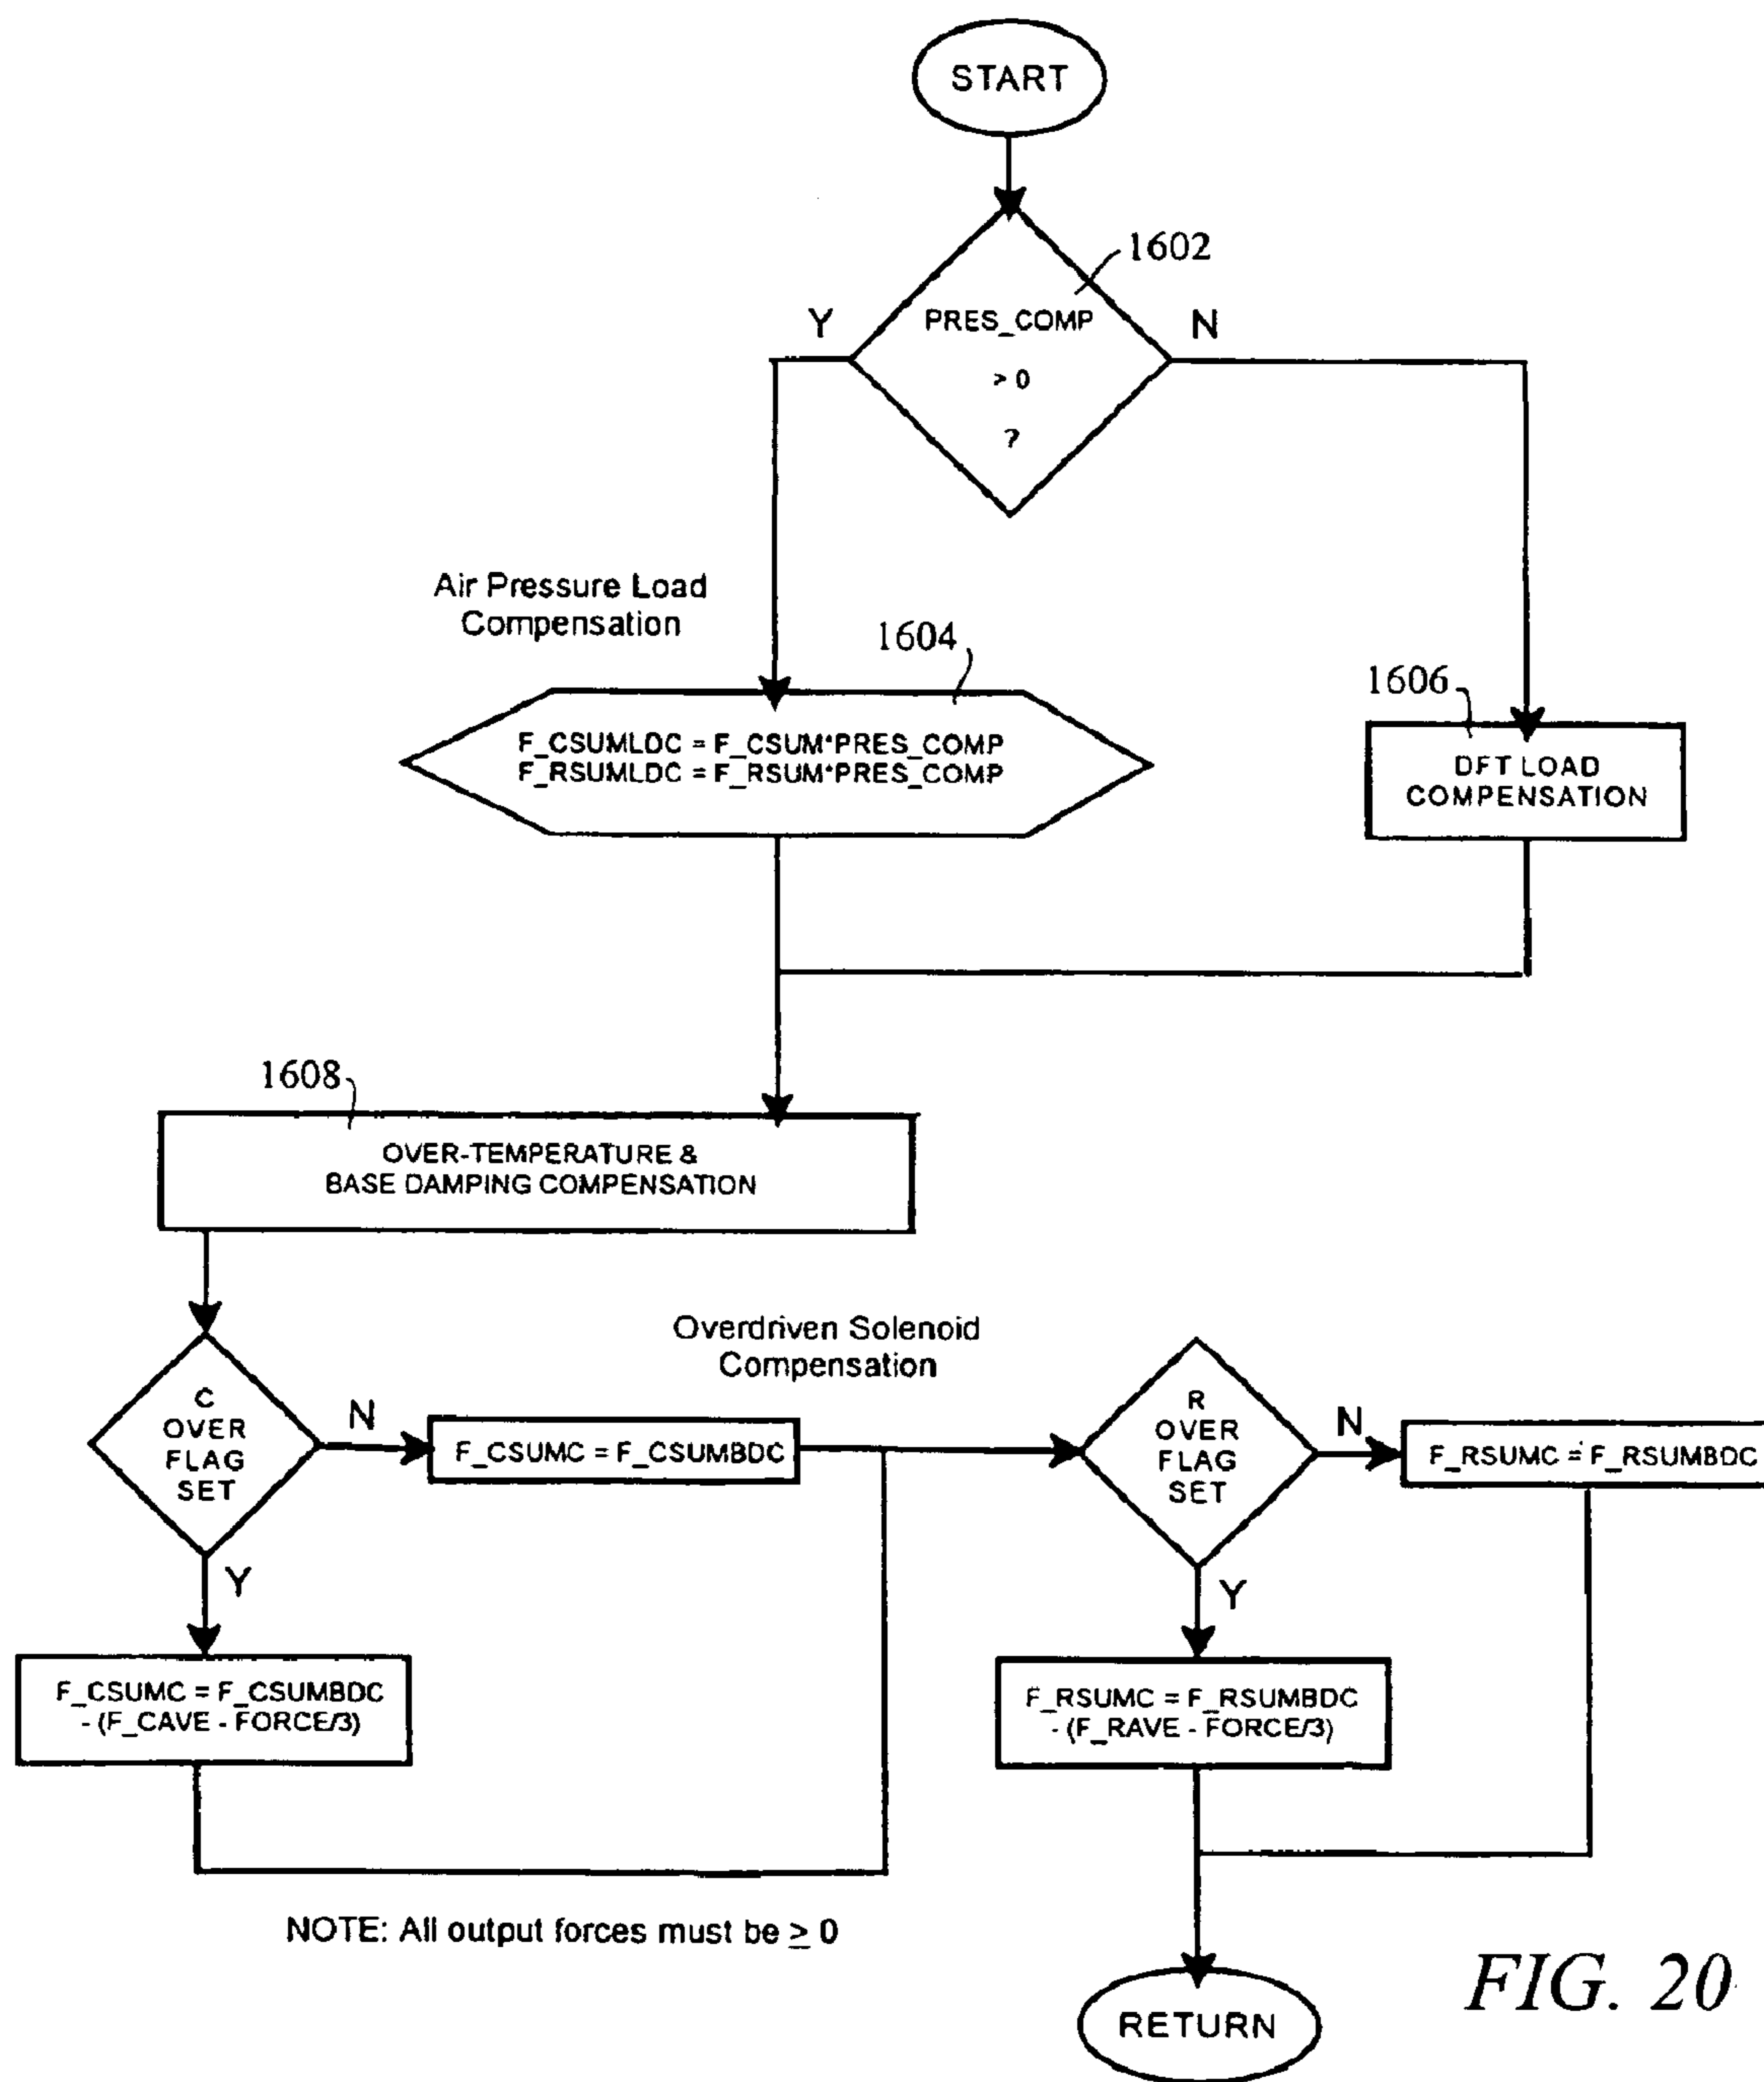 START
1602
Y
PRES_COMP
> 0
?
N
Air Pressure Load
Compensation
1604
F_CSUMLDC = F_CSUM*PRES_COMP
F_RSUMLDC = F_RSUM*PRES_COMP
1606
DFT LOAD
COMPENSATION
1608
OVER-TEMPERATURE &
BASE DAMPING COMPENSATION
Overdriven Solenoid
Compensation
C
OVER
FLAG
SET
N
F_CSUMC = F_CSUMBDC
Y
F_CSUMC = F_CSUMBDC
- (F_CAVE - FORCE/3)
R
OVER
FLAG
SET
N
F_RSUMC = F_RSUMBDC
Y
F_RSUMC = F_RSUMBDC
- (F_RAVE - FORCE/3)
NOTE: All output forces must be ≥ 0
RETURN
FIG. 20